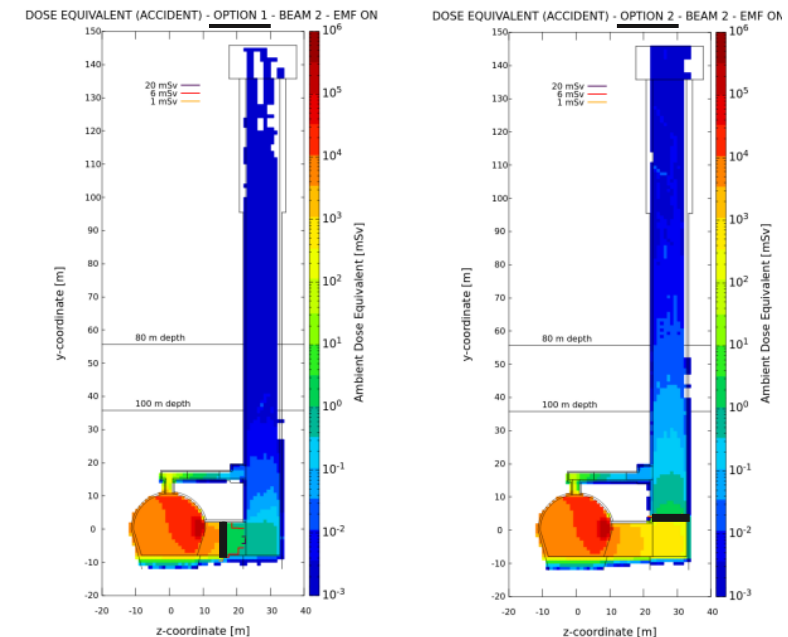 DOSE EQUIVALENT (ACCIDENT) - OPTION 1 - BEAM 2 - EMF ON
150
140
130
120
110
100
90
80
70
60
50
40
30
20
10
0
-10
-20
y-coordinate [m]
20 mSv
6 mSv
1 mSv
80 m depth
100 m depth
-20 -10 0 10 20 30 40
z-coordinate [m]
10^6
10^5
10^4
10^3
10^2
10^1
10^0
10^-1
10^-2
10^-3
Ambient Dose Equivalent [mSv]
DOSE EQUIVALENT (ACCIDENT) - OPTION 2 - BEAM 2 - EMF ON
150
140
130
120
110
100
90
80
70
60
50
40
30
20
10
0
-10
-20
y-coordinate [m]
20 mSv
6 mSv
1 mSv
80 m depth
100 m depth
-20 -10 0 10 20 30 40
z-coordinate [m]
10^6
10^5
10^4
10^3
10^2
10^1
10^0
10^-1
10^-2
10^-3
Ambient Dose Equivalent [mSv]